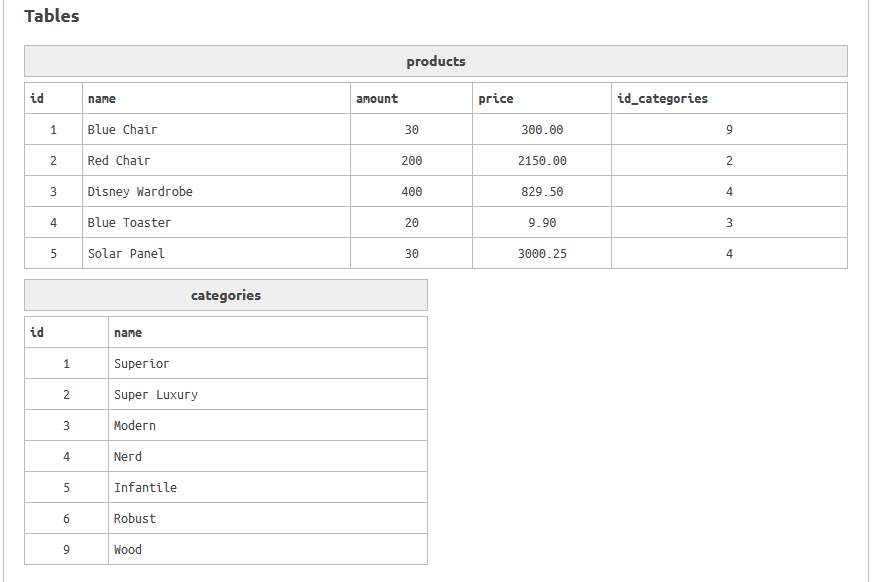 Tables
products
id name amount price id_categories
1 Blue Chair 30 300.00 9
2 Red Chair 200 2150.00 2
3 Disney Wardrobe 400 829.50 4
4 Blue Toaster 20 9.90 3
5 Solar Panel 30 3000.25 4
categories
id name
1 Superior
2 Super Luxury
3 Modern
4 Nerd
5 Infantile
6 Robust
9 Wood